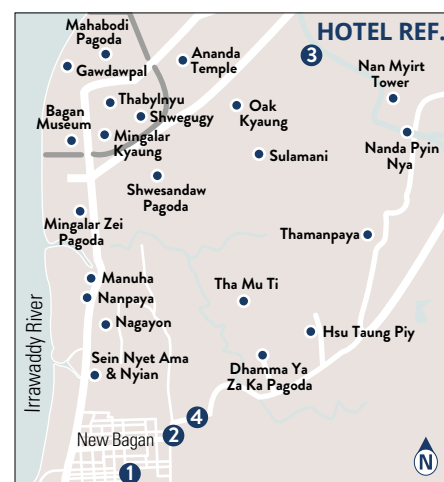 HOTEL REF.
Mahabodi
Pagoda
Gawdawpal
Ananda
Temple
3
Nan Myirt
Tower
Thabylnyu
Shwegugy
Oak
Kyaung
Bagan
Museum
Mingalar
Kyaung
Sulamani
Nanda Pyin
Nya
Shwesandaw
Pagoda
Mingalar Zei
Pagoda
Thamanpaya
Manuha
Nanpaya
Tha Mu Ti
Irrawaddy River
Nagayon
Hsu Taung Piy
Sein Nyet Ama
& Nyian
Dhamma Ya
Za Ka Pagoda
4
New Bagan
2
1
N